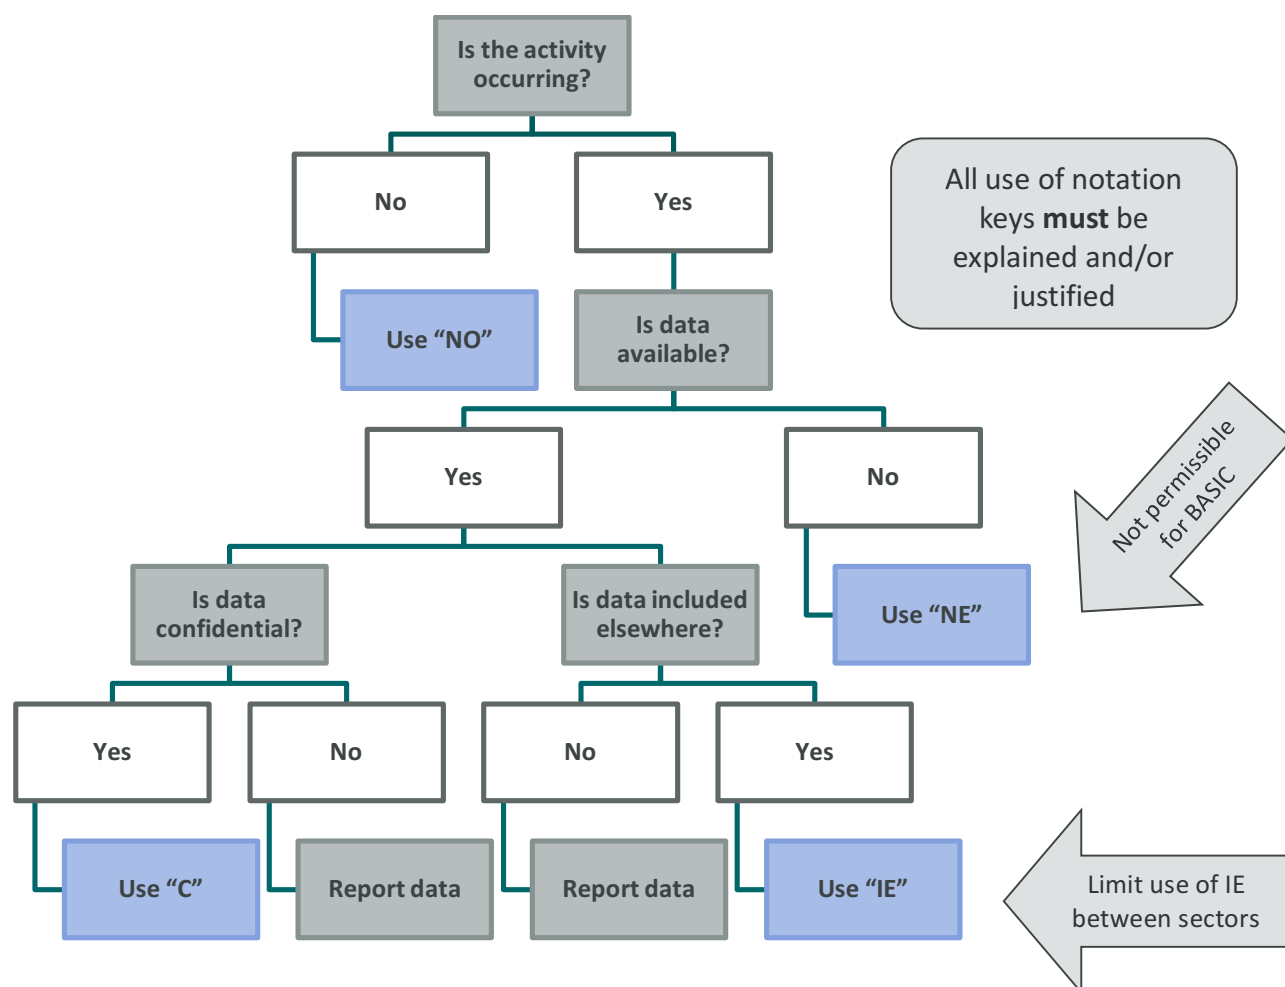 Is the activity
occurring?
No
Yes
All use of notation
keys must be
explained and/or
justified
Use “NO”
Is data
available?
Yes
No
Not permissible
for BASIC
Is data
confidential?
Is data included
elsewhere?
Use “NE”
Yes
No
No
Yes
Use “C”
Report data
Report data
Use “IE”
Limit use of IE
between sectors